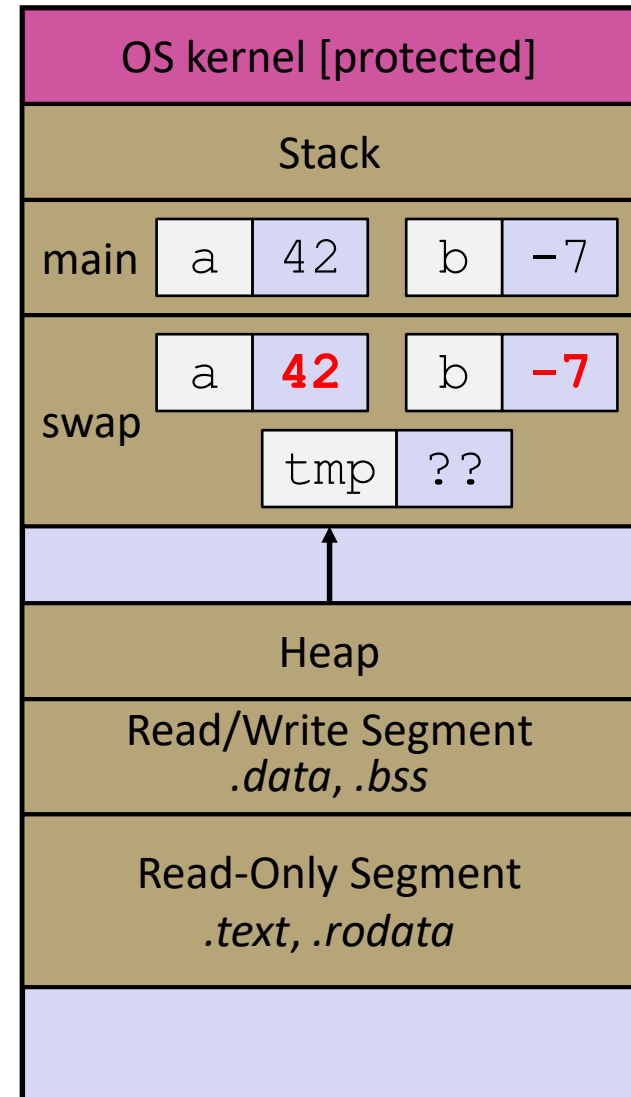 OS kernel [protected]
Stack
main a 42 b -7
a 42 b -7
swap
tmp ??
Heap
Read/Write Segment
.data, .bss
Read-Only Segment
.text, .rodata